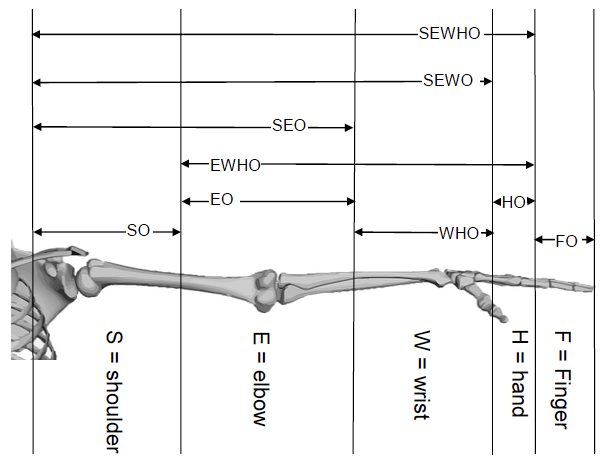 SEWHO
SEWO
SEO
EWHO
EO
HO
SO
WHO
FO
S = shoulder
E = elbow
W = wrist
H = hand
F = Finger